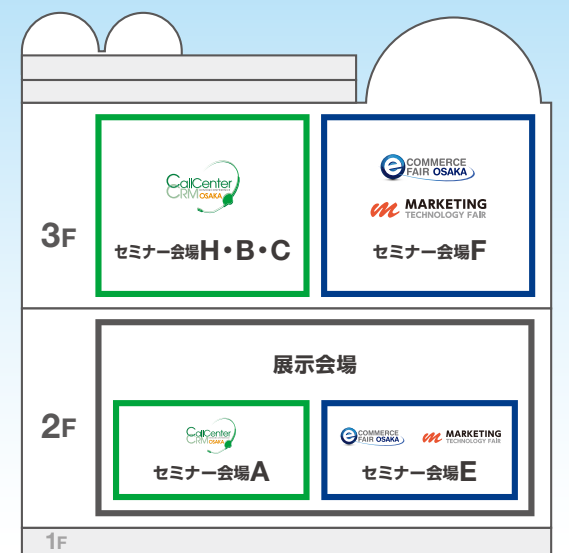 CallCenter
CRM OSAKA
COMMERCE
FAIR OSAKA
MARKETING
TECHNOLOGY FAIR
3F
セミナー会場H・B・C
セミナー会場F
展示会場
2F
CallCenter
CRM OSAKA
COMMERCE
FAIR OSAKA
MARKETING
TECHNOLOGY FAIR
セミナー会場A
セミナー会場E
1F